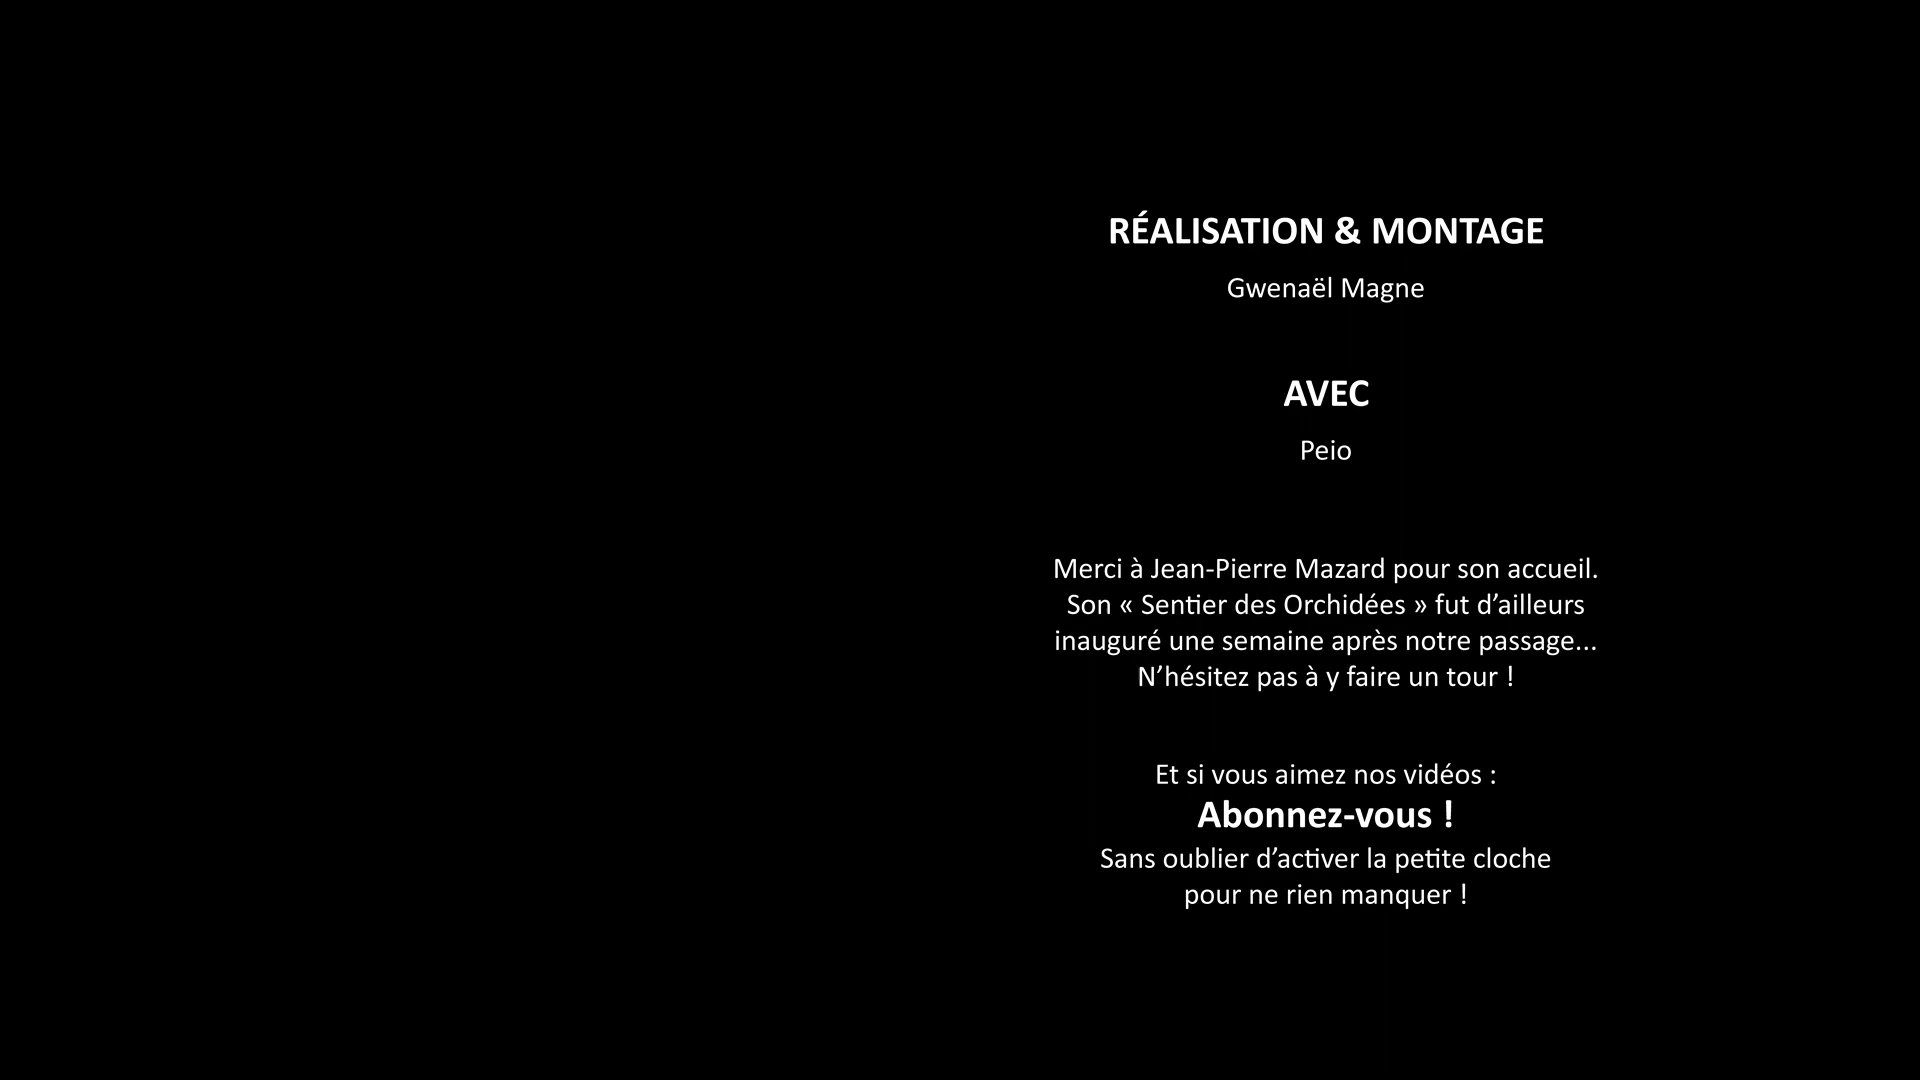 RÉALISATION & MONTAGE
Gwenaël Magne
AVEC
Peio
Merci à Jean-Pierre Mazard pour son accueil.
Son « Sentier des Orchidées » fut d’ailleurs
inauguré une semaine après notre passage...
N’hésitez pas à y faire un tour !
Et si vous aimez nos vidéos :
Abonnez-vous !
Sans oublier d’activer la petite cloche
pour ne rien manquer !